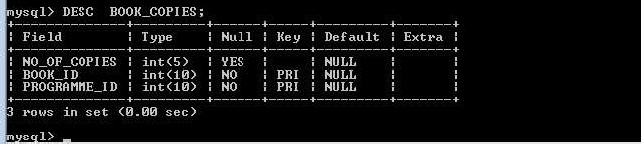 mysql> DESC  BOOK_COPIES;
+--------------+---------+------+-----+---------+-------+
| Field        | Type    | Null | Key | Default | Extra |
+--------------+---------+------+-----+---------+-------+
| NO_OF_COPIES | int(5)  | YES  |     | NULL    |       |
| BOOK_ID      | int(10) | NO   | PRI | NULL    |       |
| PROGRAMME_ID | int(10) | NO   | PRI | NULL    |       |
+--------------+---------+------+-----+---------+-------+
3 rows in set (0.00 sec)
mysql> _